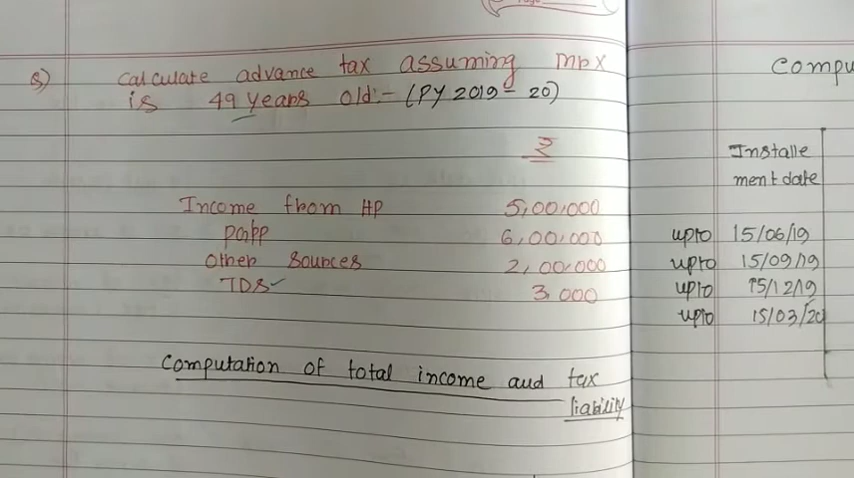 Q)
Calculate advance tax assuming Mr X
is 49 years old:- (PY 2019-20)
₹
Income from HP 5,00,000
PGBP 6,00,000
Other Sources 2,00,000
TDS 3,000
Computation of total income and tax
liability
Compu
Installe
ment date
upto 15/06/19
upto 15/09/19
upto 15/12/19
upto 15/03/20